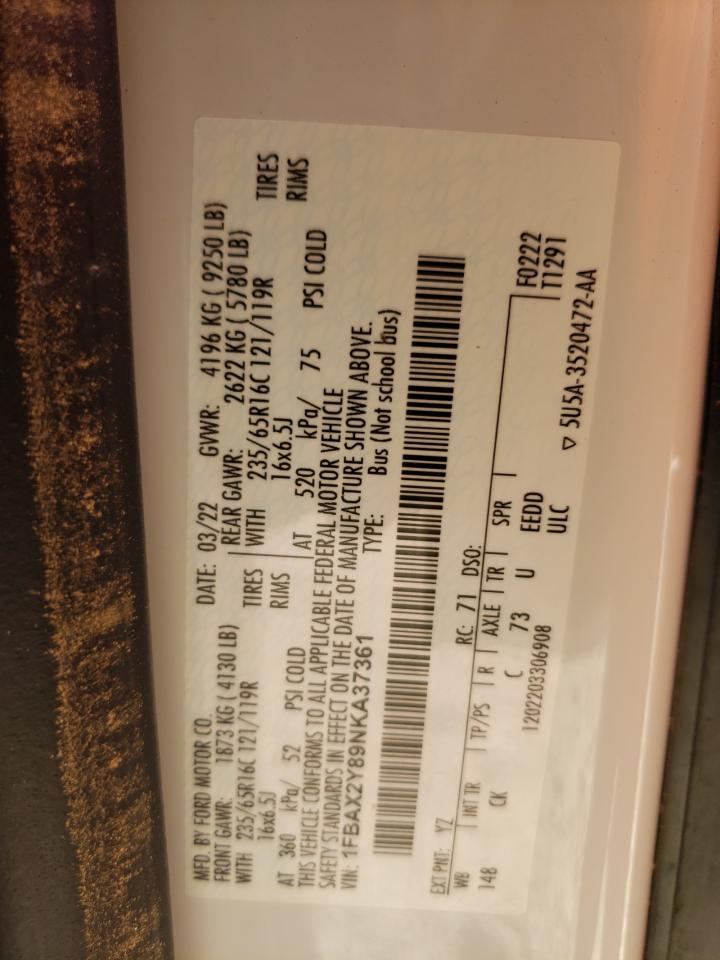 MFD. BY FORD MOTOR CO. DATE: 03/22 GVWR: 4196 KG ( 9250 LB)
FRONT GAWR: 1873 KG ( 4130 LB) REAR GAWR: 2622 KG ( 5780 LB)
WITH 235/65R16C 121/119R TIRES WITH 235/65R16C 121/119R TIRES
16x6.5J RIMS 16x6.5J RIMS
AT 360 kPa/ 52 PSI COLD AT 520 kPa/ 75 PSI COLD
THIS VEHICLE CONFORMS TO ALL APPLICABLE FEDERAL MOTOR VEHICLE
SAFETY STANDARDS IN EFFECT ON THE DATE OF MANUFACTURE SHOWN ABOVE.
VIN: 1FBAX2Y89NKA37361 TYPE: Bus (Not school bus)
EXT PNT: YZ RC: 71 DSO:
WB INT TR TP/PS R AXLE TR SPR F0222
148 CK C 73 U EEDD T1291
1202203306908 ULC ▽ 5U5A-3520472-AA